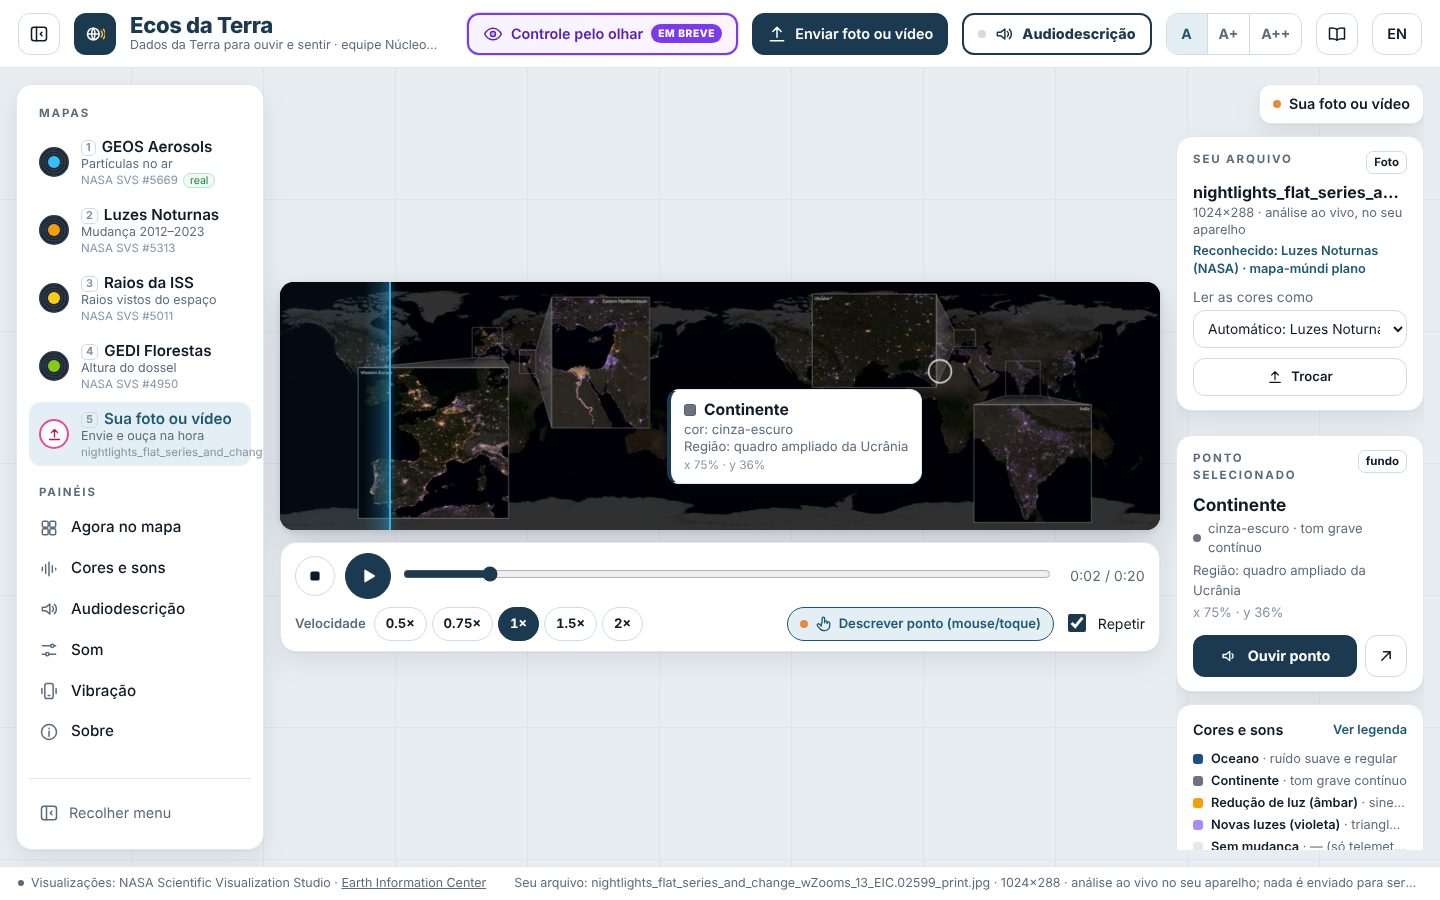 Ecos da Terra
Dados da Terra para ouvir e sentir · equipe Núcleo...
Controle pelo olhar EM BREVE
Enviar foto ou vídeo
Audiodescrição
A A+ A++
EN
MAPAS
1 GEOS Aerosols
Partículas no ar
NASA SVS #5669 real
2 Luzes Noturnas
Mudança 2012–2023
NASA SVS #5313
3 Raios da ISS
Raios vistos do espaço
NASA SVS #5011
4 GEDI Florestas
Altura do dossel
NASA SVS #4950
5 Sua foto ou vídeo
Envie e ouça na hora
nightlights_flat_series_and_chang
PAINÉIS
Agora no mapa
Cores e sons
Audiodescrição
Som
Vibração
Sobre
Recolher menu
Eastern Mediterranean
Ukraine
Western Europe
India
Continente
cor: cinza-escuro
Região: quadro ampliado da Ucrânia
x 75% · y 36%
0:02 / 0:20
Velocidade 0.5× 0.75× 1× 1.5× 2×
Descrever ponto (mouse/toque)
Repetir
Sua foto ou vídeo
SEU ARQUIVO Foto
nightlights_flat_series_a...
1024×288 · análise ao vivo, no seu
aparelho
Reconhecido: Luzes Noturnas
(NASA) · mapa-múndi plano
Ler as cores como
Automático: Luzes Noturna
Trocar
PONTO
SELECIONADO
fundo
Continente
cinza-escuro · tom grave
contínuo
Região: quadro ampliado da
Ucrânia
x 75% · y 36%
Ouvir ponto
Cores e sons Ver legenda
Oceano · ruído suave e regular
Continente · tom grave contínuo
Redução de luz (âmbar) · sine...
Novas luzes (violeta) · triangl...
Sem mudança · — (só telemet...
Visualizações: NASA Scientific Visualization Studio · Earth Information Center
Seu arquivo: nightlights_flat_series_and_change_wZooms_13_EIC.02599_print.jpg · 1024×288 · análise ao vivo no seu aparelho; nada é enviado para ser...